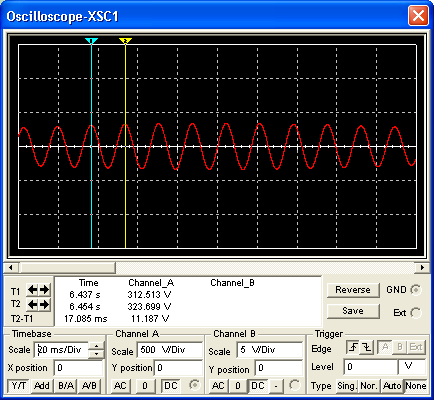 Oscilloscope-XSC1
1 2
Time Channel_A Channel_B
T1 6.437 s 312.513 V
T2 6.454 s 323.699 V
T2-T1 17.085 ms 11.187 V
Reverse GND
Save Ext
Timebase Channel A Channel B Trigger
Scale 20 ms/Div Scale 500 V/Div Scale 5 V/Div Edge A B Ext
X position 0 Y position 0 Y position 0 Level 0 V
Y/T Add B/A A/B AC 0 DC AC 0 DC - Type Sing. Nor. Auto None